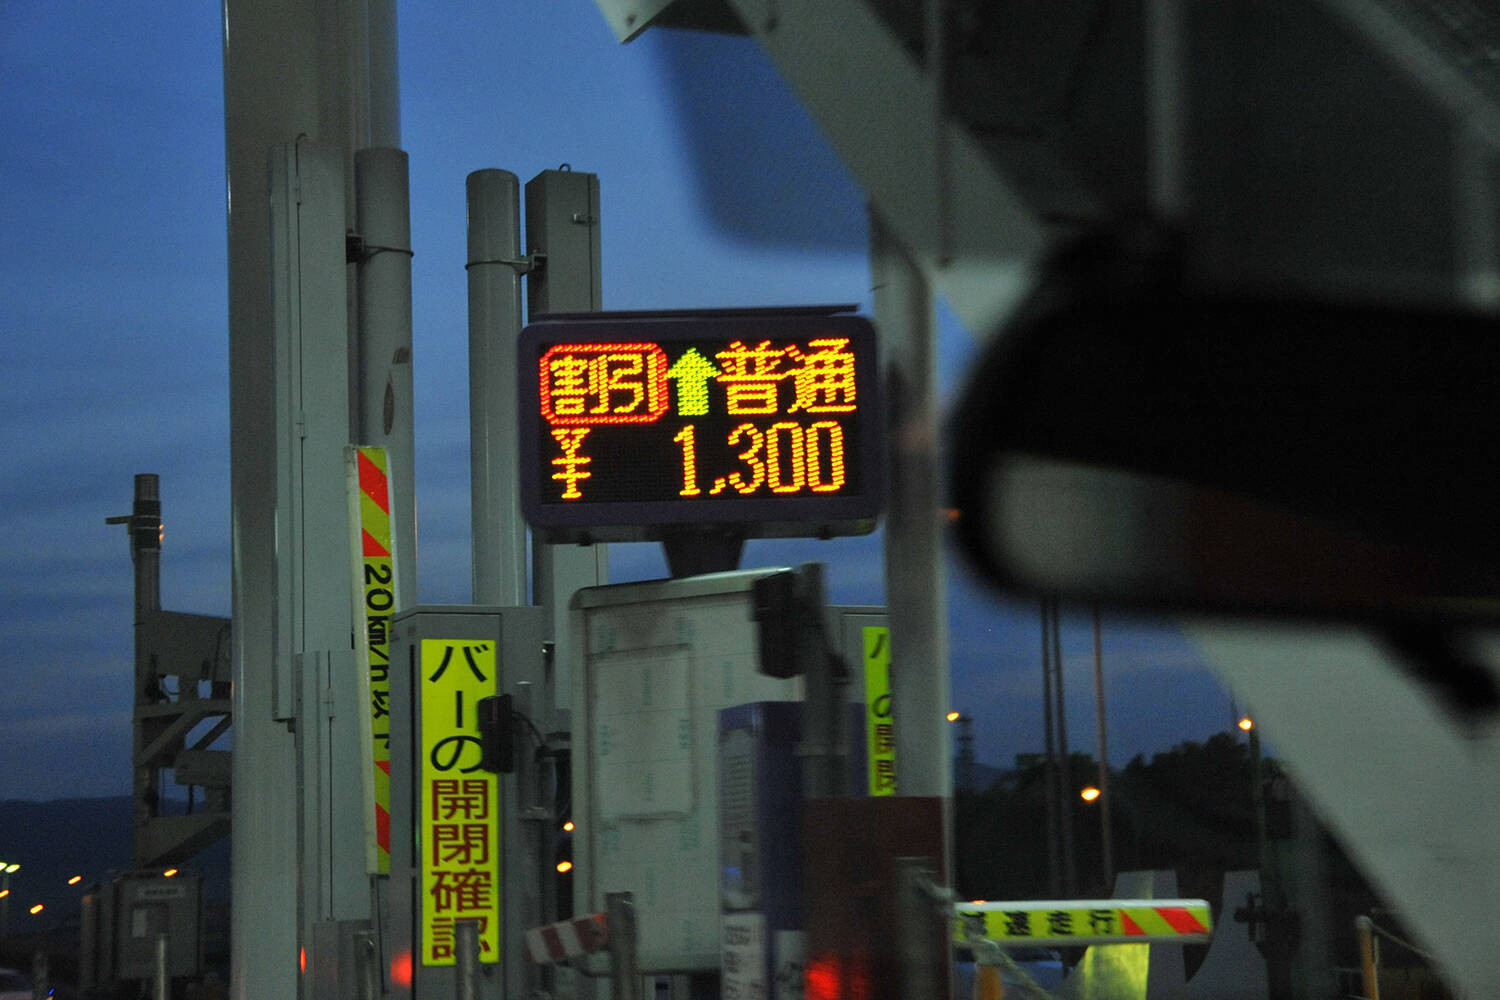 割引↑普通
¥ 1,300
20km/h以下
バーの開閉確認
バーの開閉
減速走行